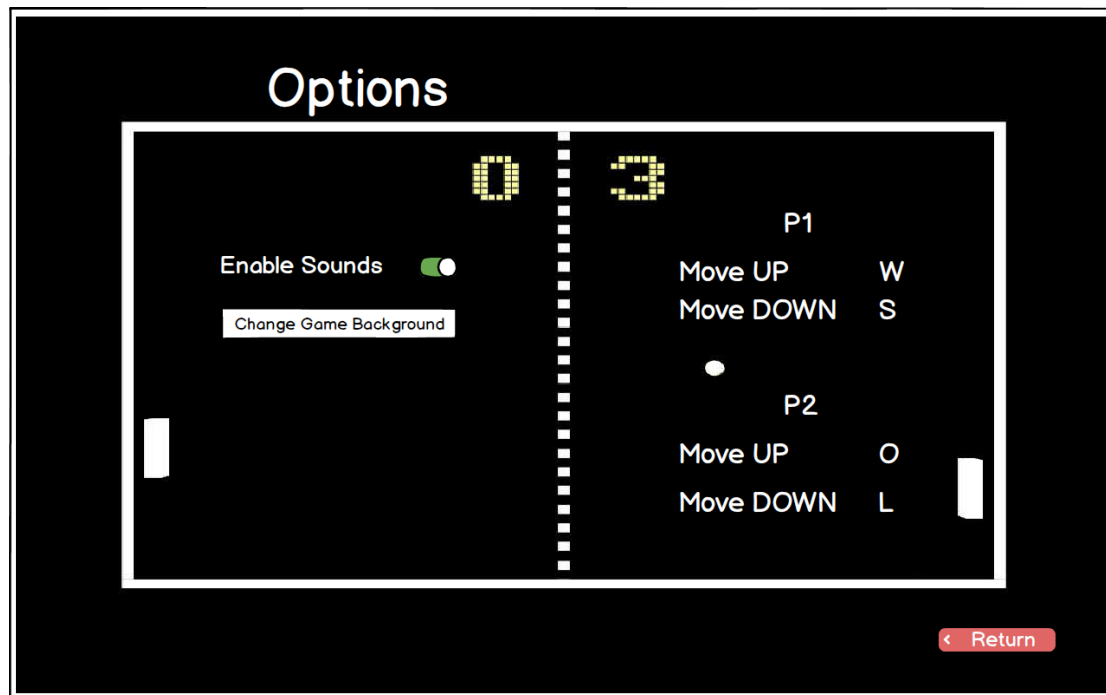 Options
0 3
Enable Sounds
Change Game Background
P1
Move UP W
Move DOWN S
P2
Move UP O
Move DOWN L
< Return